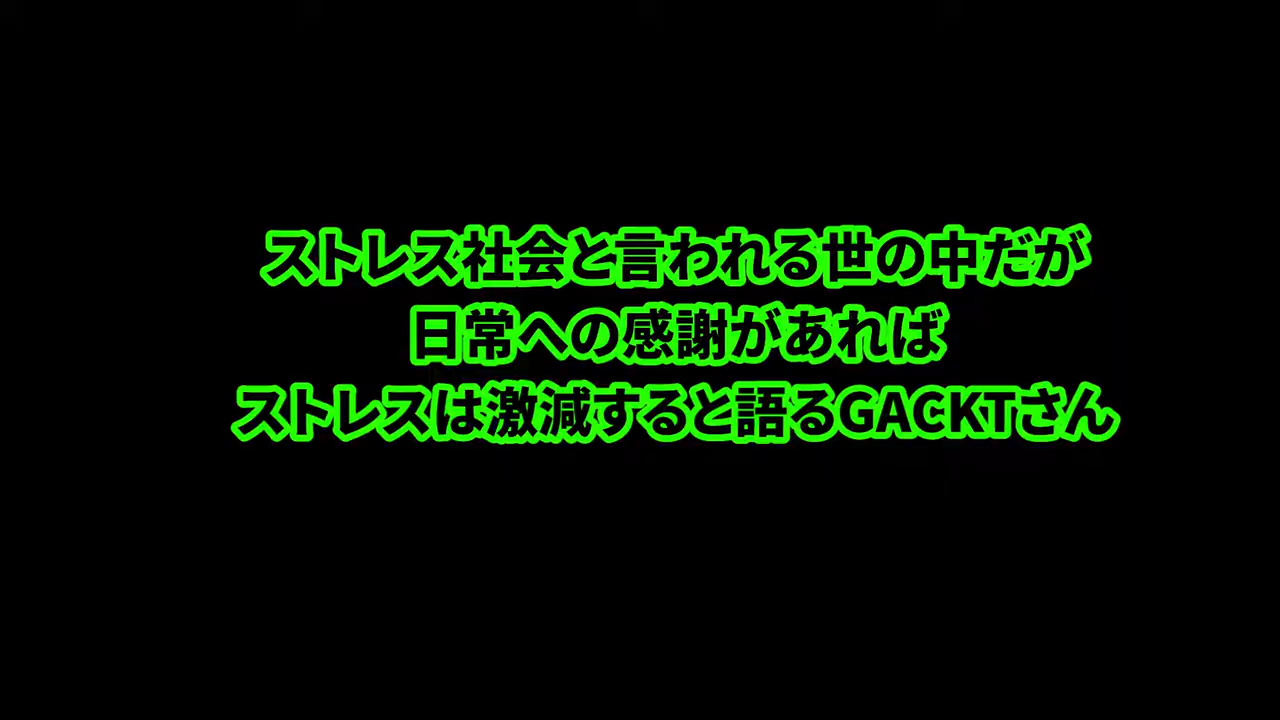 ストレス社会と言われる世の中だが
日常への感謝があれば
ストレスは激減すると語るGACKTさん